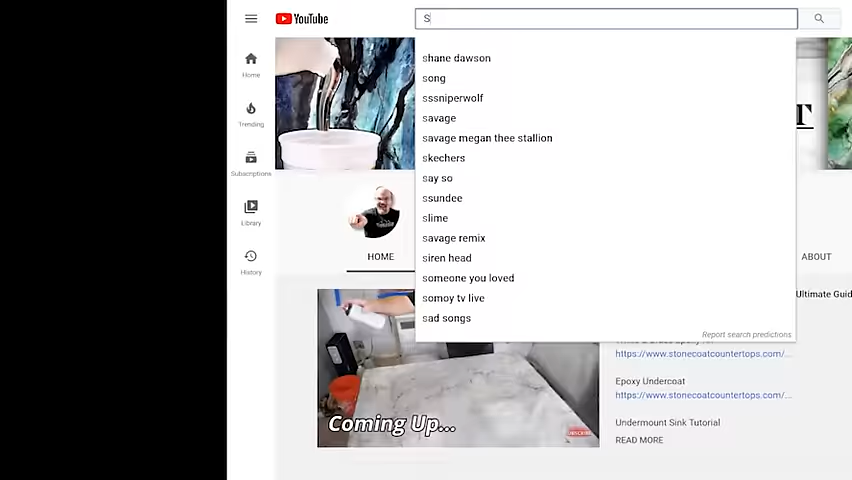 YouTube
S
Home
Trending
Subscriptions
Library
History
shane dawson
song
sssniperwolf
savage
savage megan thee stallion
skechers
say so
ssundee
slime
savage remix
siren head
someone you loved
somoy tv live
sad songs
Report search predictions
T
HOME
ABOUT
Ultimate Guid
https://www.stonecoatcountertops.com/...
Epoxy Undercoat
https://www.stonecoatcountertops.com/...
Undermount Sink Tutorial
READ MORE
Coming Up...
SUBSCRIBE